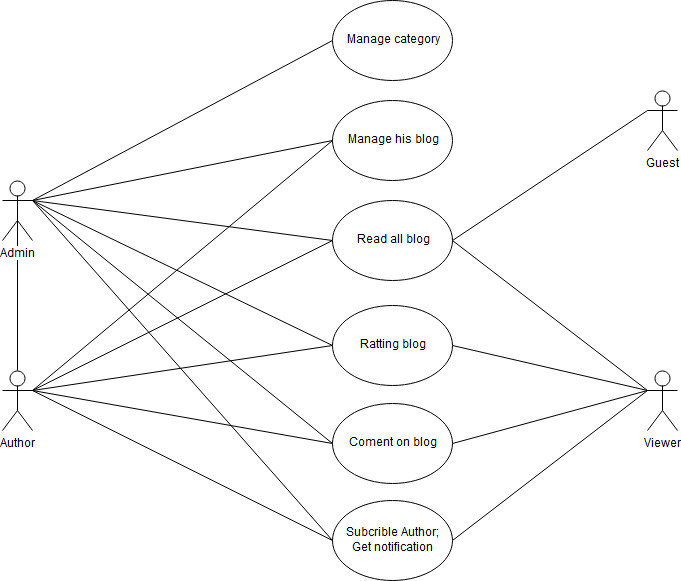 Manage category
Manage his blog
Guest
Read all blog
Admin
Ratting blog
Author
Coment on blog
Viewer
Subcrible Author;
Get notification